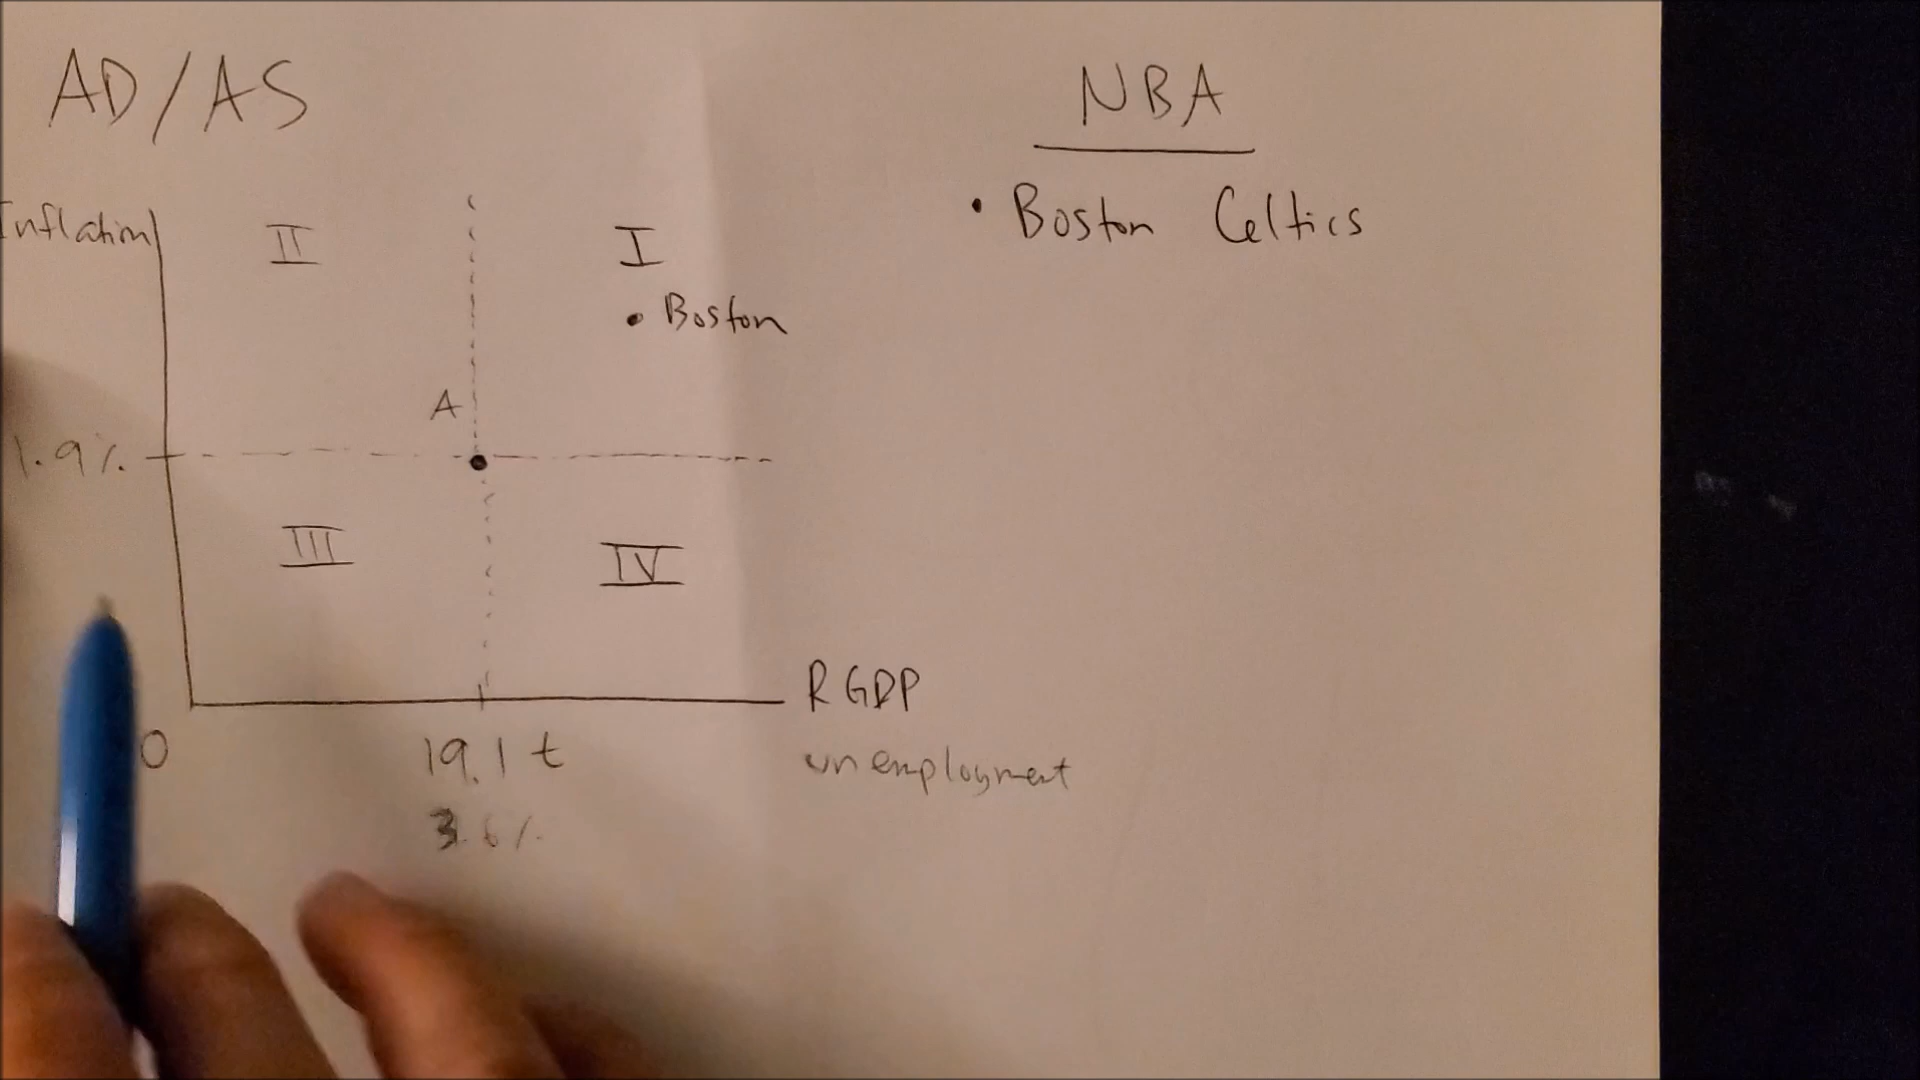 AD/AS
NBA
• Boston Celtics
Inflation
II
I
• Boston
A
1.9%
III
IV
RGDP
0
19.1 t
unemployment
3.6%